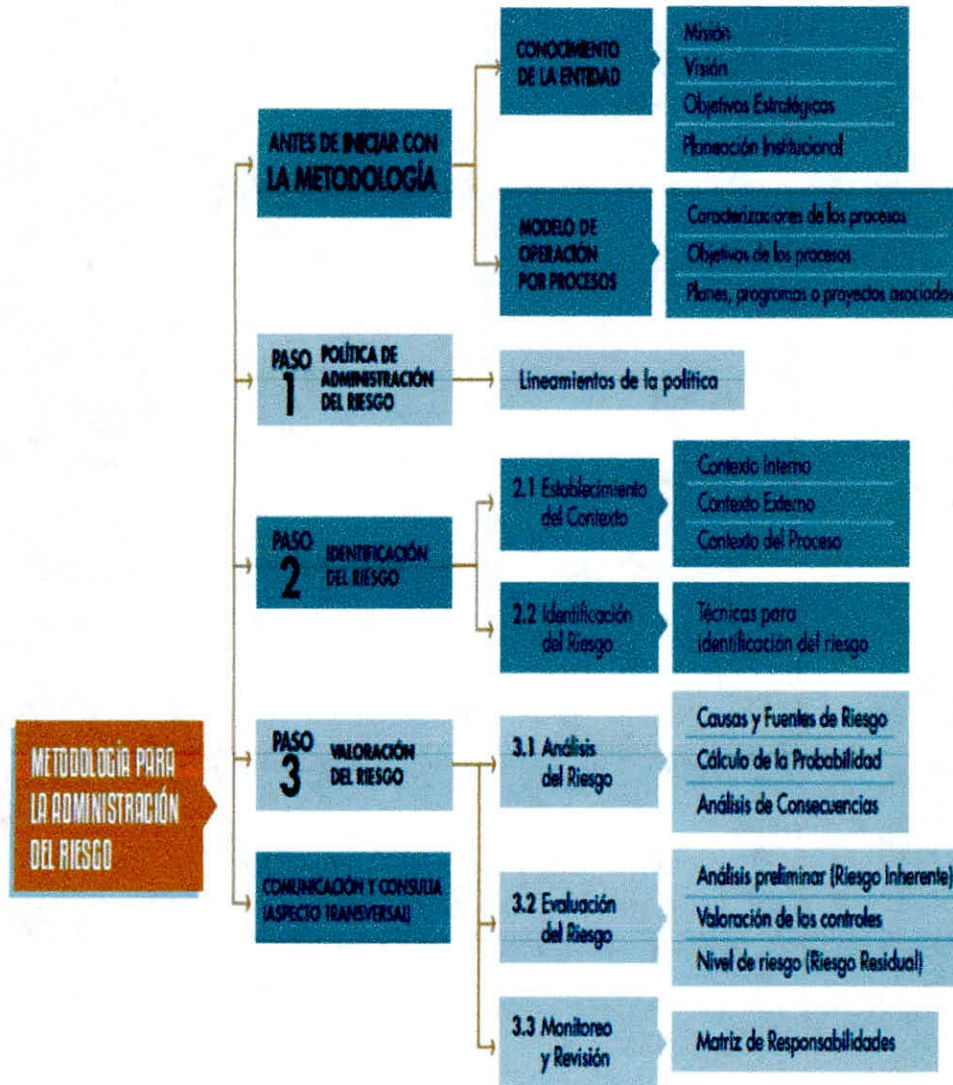 CONOCIMIENTO
DE LA ENTIDAD
Misión
Visión
Objetivos Estratégicos
Planeación Institucional
ANTES DE INICIAR CON
LA METODOLOGÍA
MODELO DE
OPERACIÓN
POR PROCESOS
Caracterizaciones de los procesos
Objetivos de los procesos
Planes, programas o proyectos asociados
PASO
1
POLÍTICA DE
ADMINISTRACIÓN
DEL RIESGO
Lineamientos de la política
PASO
2
IDENTIFICACIÓN
DEL RIESGO
2.1 Establecimiento
del Contexto
Contexto Interno
Contexto Externo
Contexto del Proceso
2.2 Identificación
del Riesgo
Técnicas para
identificación del riesgo
METODOLOGÍA PARA
LA ADMINISTRACIÓN
DEL RIESGO
PASO
3
VALORACIÓN
DEL RIESGO
3.1 Análisis
del Riesgo
Causas y Fuentes de Riesgo
Cálculo de la Probabilidad
Análisis de Consecuencias
3.2 Evaluación
del Riesgo
Análisis preliminar (Riesgo Inherente)
Valoración de los controles
Nivel de riesgo (Riesgo Residual)
3.3 Monitoreo
y Revisión
Matriz de Responsabilidades
COMUNICACIÓN Y CONSULTA
(ASPECTO TRANSVERSAL)